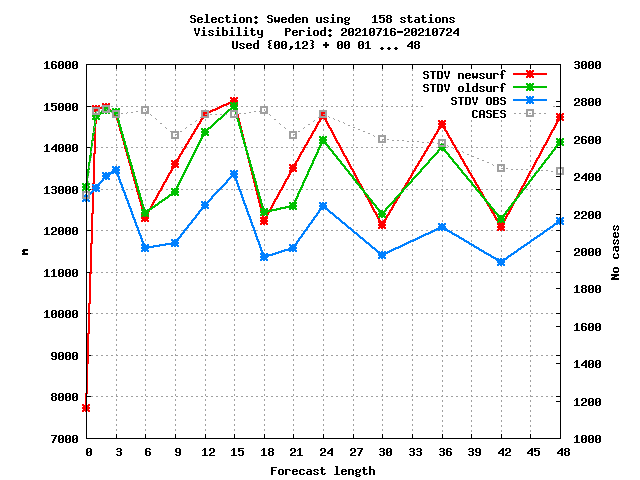 Selection: Sweden using   158 stations
Visibility   Period: 20210716-20210724
Used {00,12} + 00 01 ... 48
16000
15000
14000
13000
12000
11000
10000
9000
8000
7000
m
STDV newsurf
STDV oldsurf
STDV OBS
CASES
3000
2800
2600
2400
2200
2000
1800
1600
1400
1200
1000
No cases
0 3 6 9 12 15 18 21 24 27 30 33 36 39 42 45 48
Forecast length